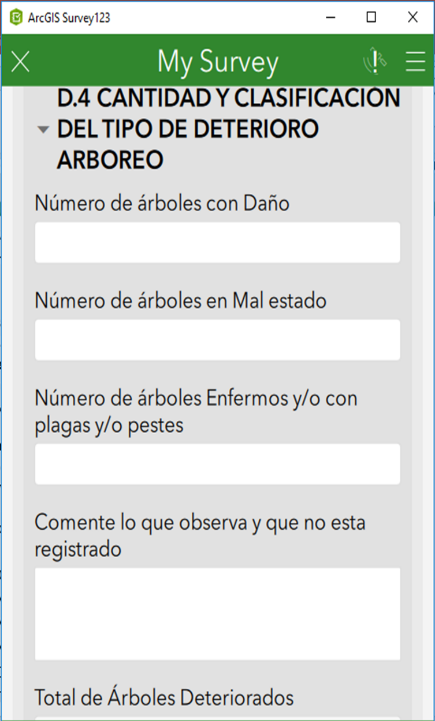 ArcGIS Survey123
My Survey
D.4 CANTIDAD Y CLASIFICACIÓN
DEL TIPO DE DETERIORO
ARBOREO
Número de árboles con Daño
Número de árboles en Mal estado
Número de árboles Enfermos y/o con
plagas y/o pestes
Comente lo que observa y que no esta
registrado
Total de Árboles Deteriorados